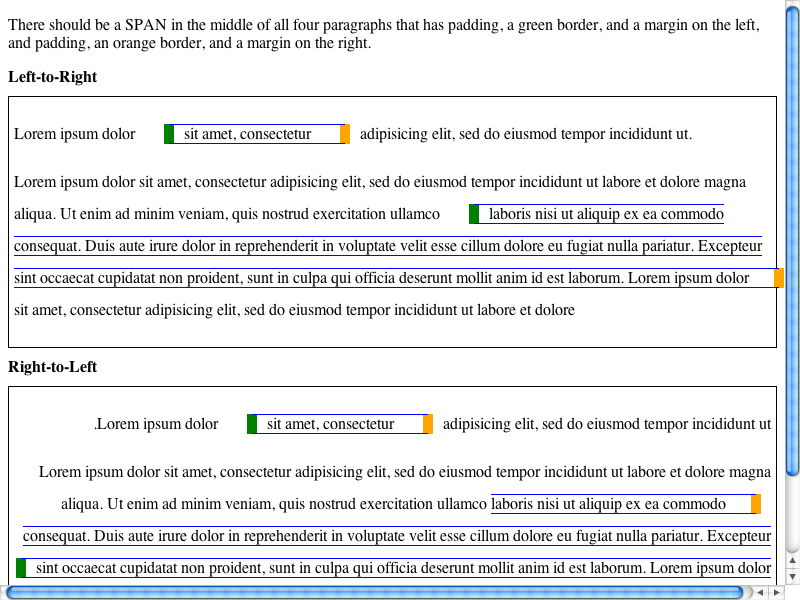 There should be a SPAN in the middle of all four paragraphs that has padding, a green border, and a margin on the left,
and padding, an orange border, and a margin on the right.
Left-to-Right
Lorem ipsum dolor sit amet, consectetur adipisicing elit, sed do eiusmod tempor incididunt ut.
Lorem ipsum dolor sit amet, consectetur adipisicing elit, sed do eiusmod tempor incididunt ut labore et dolore magna
aliqua. Ut enim ad minim veniam, quis nostrud exercitation ullamco laboris nisi ut aliquip ex ea commodo
consequat. Duis aute irure dolor in reprehenderit in voluptate velit esse cillum dolore eu fugiat nulla pariatur. Excepteur
sint occaecat cupidatat non proident, sunt in culpa qui officia deserunt mollit anim id est laborum. Lorem ipsum dolor
sit amet, consectetur adipisicing elit, sed do eiusmod tempor incididunt ut labore et dolore
Right-to-Left
.Lorem ipsum dolor sit amet, consectetur adipisicing elit, sed do eiusmod tempor incididunt ut
Lorem ipsum dolor sit amet, consectetur adipisicing elit, sed do eiusmod tempor incididunt ut labore et dolore magna
aliqua. Ut enim ad minim veniam, quis nostrud exercitation ullamco laboris nisi ut aliquip ex ea commodo
consequat. Duis aute irure dolor in reprehenderit in voluptate velit esse cillum dolore eu fugiat nulla pariatur. Excepteur
sint occaecat cupidatat non proident, sunt in culpa qui officia deserunt mollit anim id est laborum. Lorem ipsum dolor